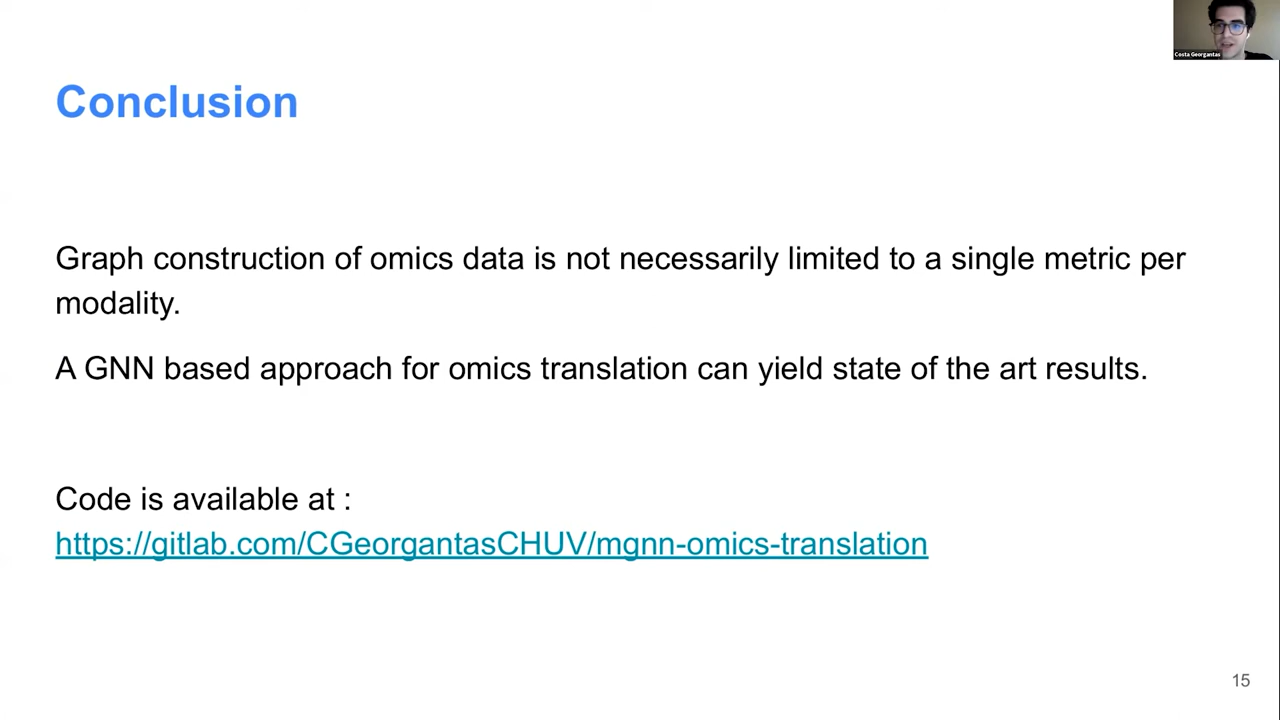 Costa Georgantas
Conclusion
Graph construction of omics data is not necessarily limited to a single metric per
modality.
A GNN based approach for omics translation can yield state of the art results.
Code is available at :
https://gitlab.com/CGeorgantasCHUV/mgnn-omics-translation
15